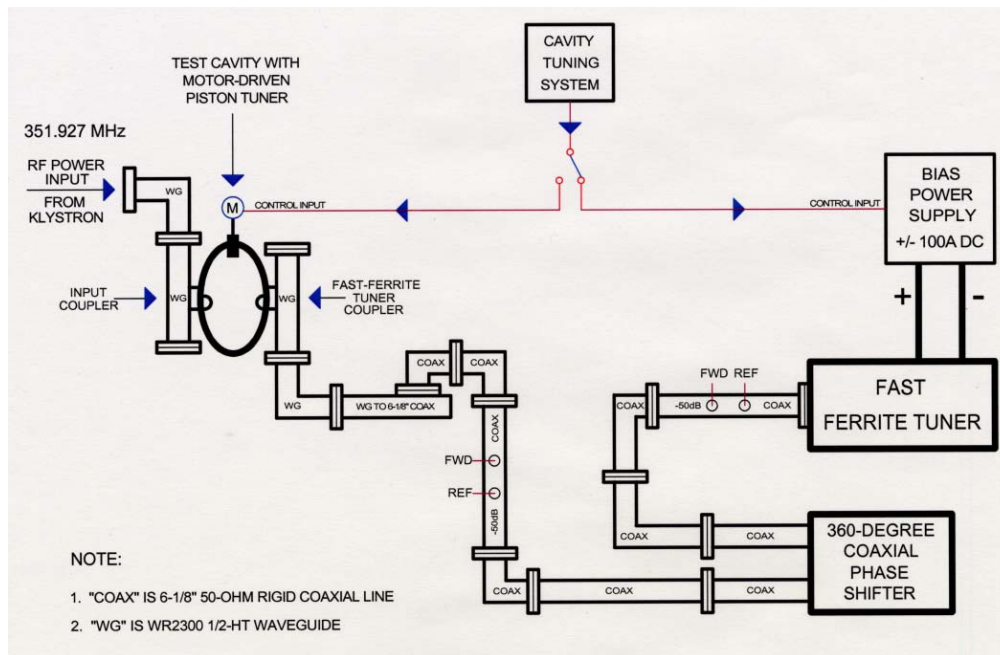 CAVITY
TUNING
SYSTEM
TEST CAVITY WITH
MOTOR-DRIVEN
PISTON TUNER
351.927 MHz
RF POWER
INPUT
FROM
KLYSTRON
WG
M
CONTROL INPUT
CONTROL INPUT
BIAS
POWER
SUPPLY
+/- 100A DC
+ -
INPUT
COUPLER
WG
WG
FAST-FERRITE
TUNER
COUPLER
WG
WG TO 6-1/8" COAX
COAX
COAX
COAX
FWD
REF
-50dB
COAX
COAX
COAX
FWD REF
COAX
-50dB
COAX
FAST
FERRITE TUNER
COAX
COAX
360-DEGREE
COAXIAL
PHASE
SHIFTER
NOTE:
1. "COAX" IS 6-1/8" 50-OHM RIGID COAXIAL LINE
2. "WG" IS WR2300 1/2-HT WAVEGUIDE